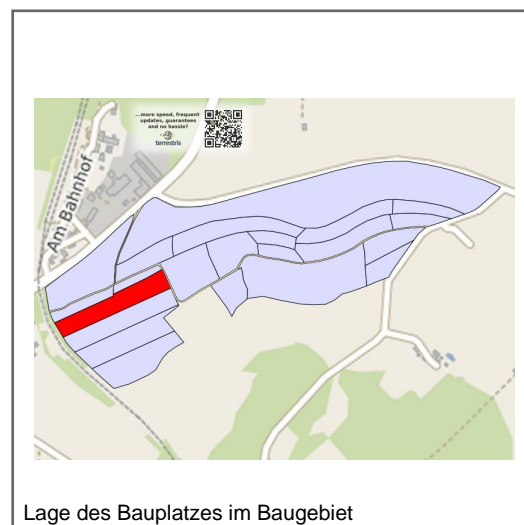 ...more speed, frequent
updates, guarantees
and no hassle?
terrestris
Am Bahnhof
Lage des Bauplatzes im Baugebiet